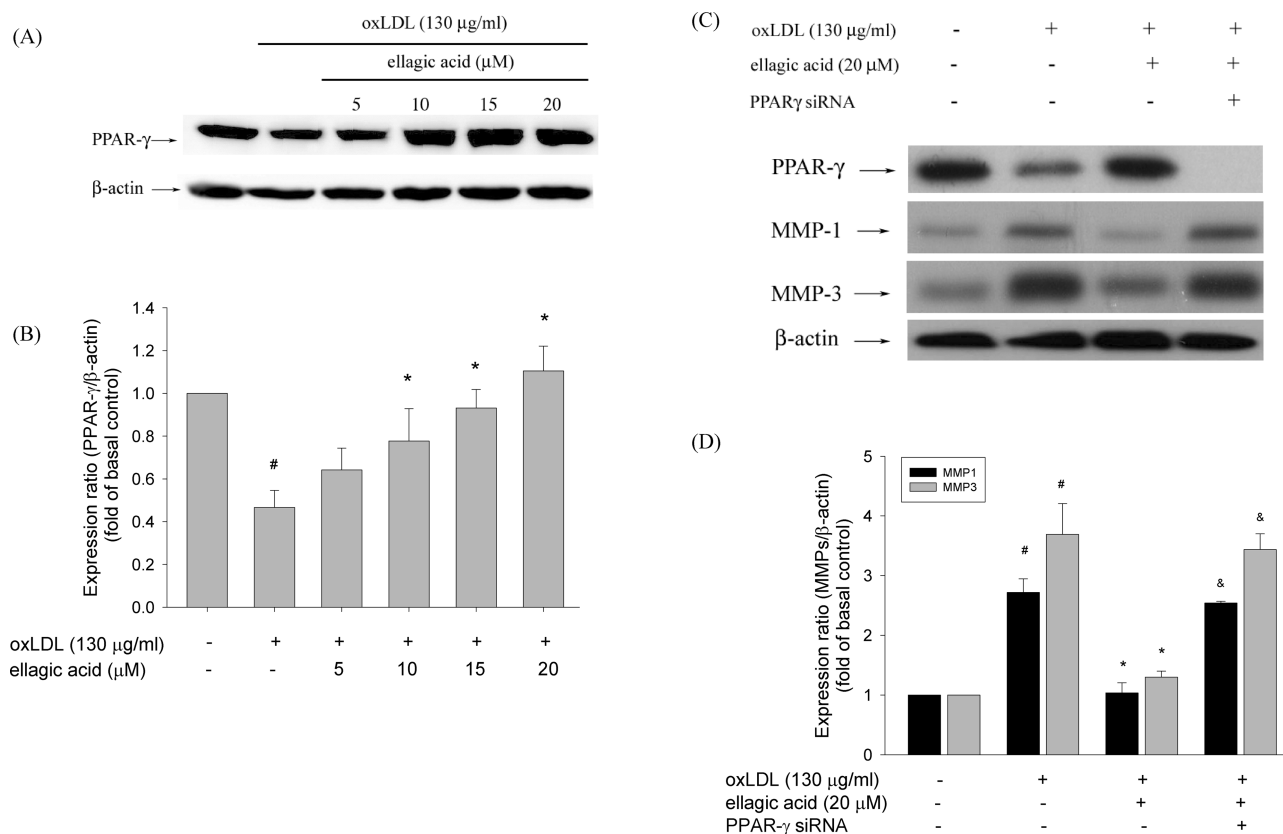 (A)
oxLDL (130 μg/ml)
ellagic acid (μM)
5 10 15 20
PPAR-γ
β-actin
(B)
Expression ratio (PPAR-γ/β-actin)
(fold of basal control)
1.4
1.2
1.0
0.8
0.6
0.4
0.2
0.0
# * * *
oxLDL (130 μg/ml) - + + + + +
ellagic acid (μM) - - 5 10 15 20
(C)
oxLDL (130 μg/ml) - + + +
ellagic acid (20 μM) - - + +
PPARγ siRNA - - - +
PPAR-γ
MMP-1
MMP-3
β-actin
(D)
Expression ratio (MMPs/β-actin)
(fold of basal control)
5
4
3
2
1
0
MMP1
MMP3
# # * * & &
oxLDL (130 μg/ml) - + + +
ellagic acid (20 μM) - - + +
PPAR-γ siRNA - - - +